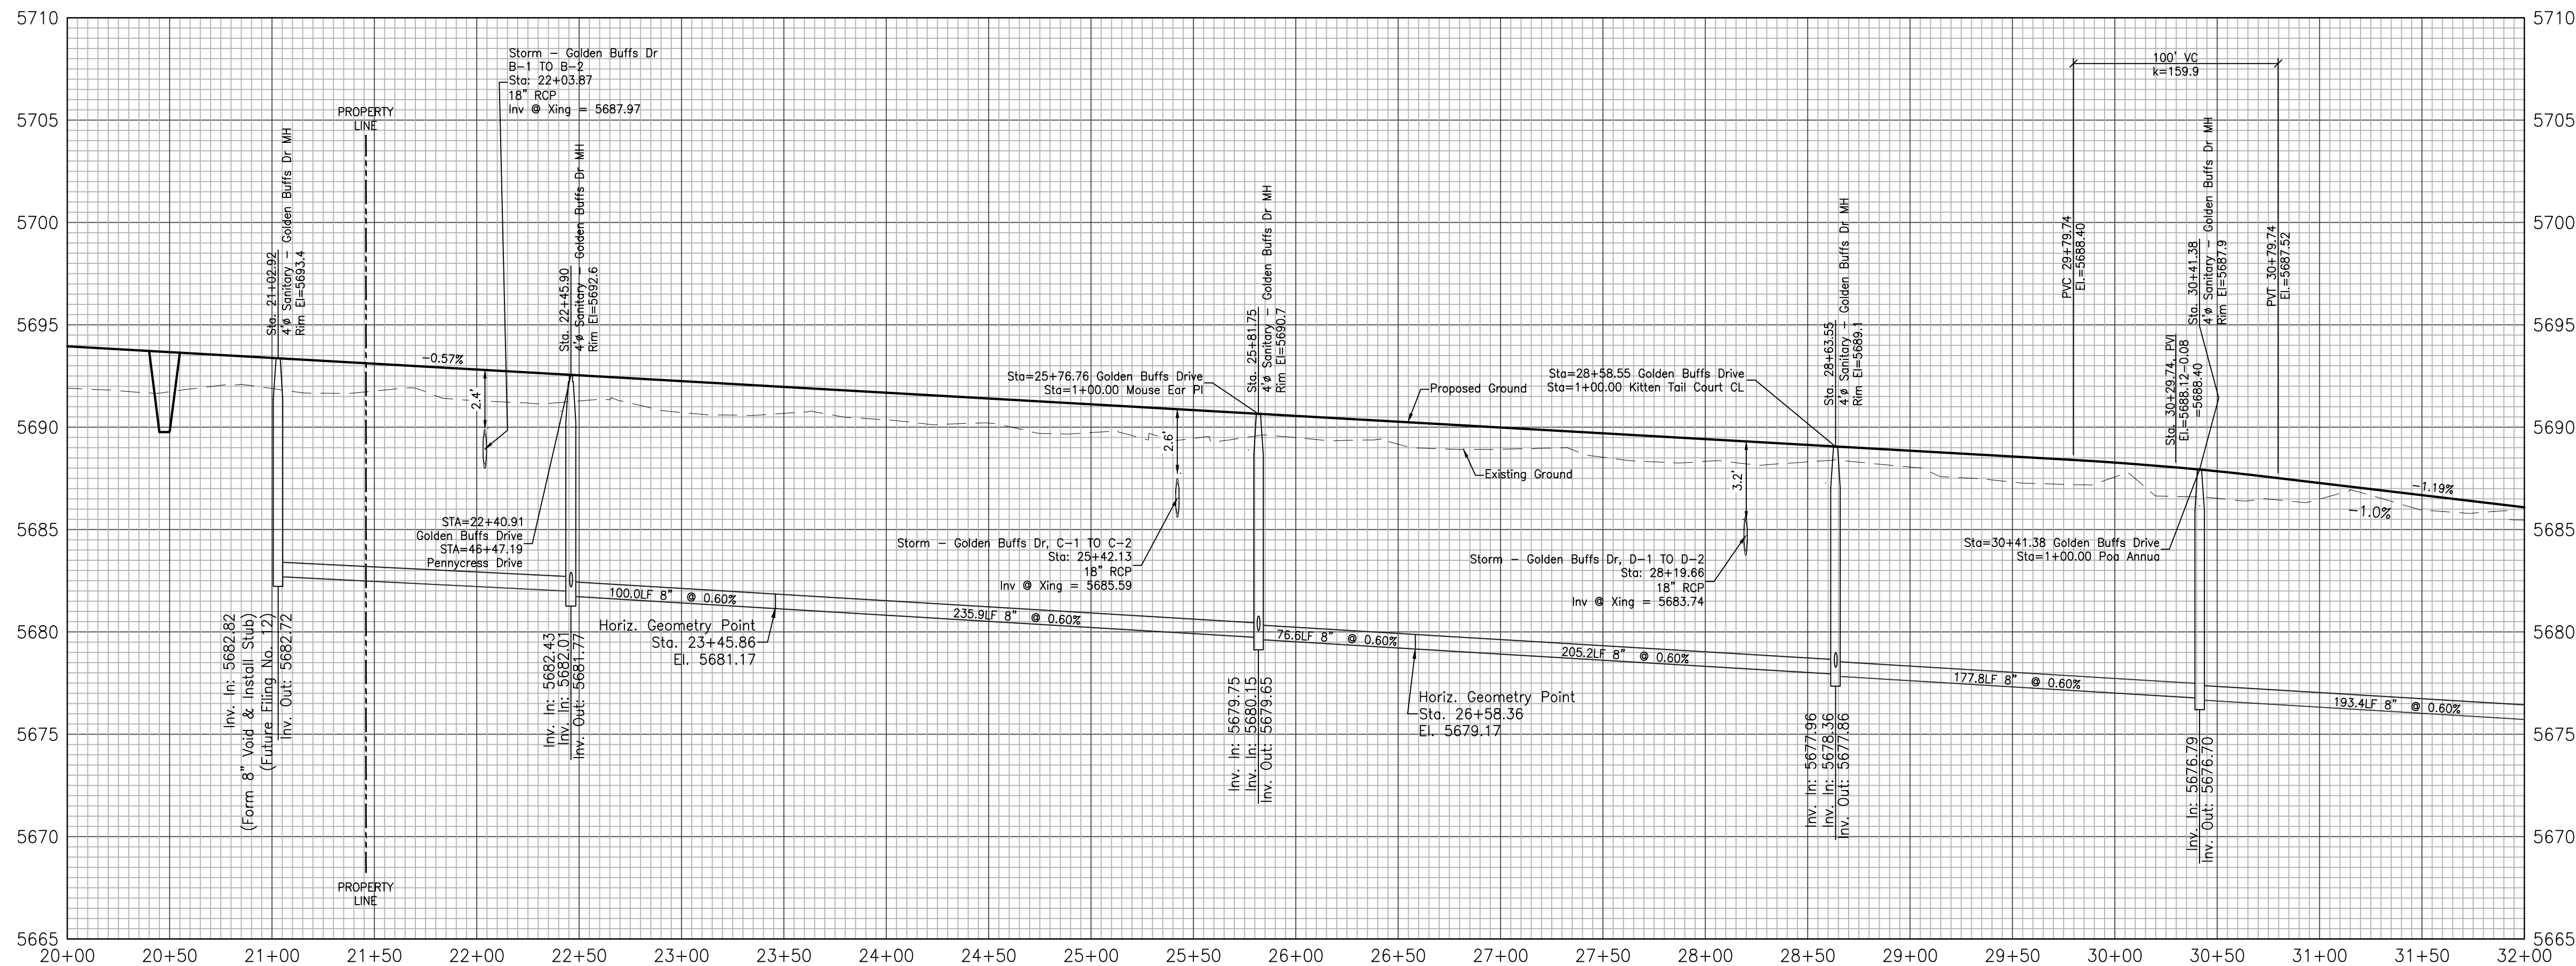 5710
5705
5700
5695
5690
5685
5680
5675
5670
5665
5710
5705
5700
5695
5690
5685
5680
5675
5670
5665
Storm - Golden Buffs Dr
B-1 TO B-2
Sta: 22+03.87
18" RCP
Inv @ Xing = 5687.97
PROPERTY
LINE
PROPERTY
LINE
Sta. 21+02.92
4'ø Sanitary - Golden Buffs Dr MH
Rim El=5693.4
Sta. 22+45.90
4'ø Sanitary - Golden Buffs Dr MH
Rim El=5692.6
-0.57%
2.4'
STA=22+40.91
Golden Buffs Drive
STA=46+47.19
Pennycress Drive
Inv. In: 5682.82
(Form 8" Void & Install Stub)
(Future Filing No. 12)
Inv. Out: 5682.72
Inv. In: 5682.43
Inv. In: 5682.01
Inv. Out: 5681.77
100.0LF 8" @ 0.60%
Horiz. Geometry Point
Sta. 23+45.86
El. 5681.17
235.9LF 8" @ 0.60%
Storm - Golden Buffs Dr, C-1 TO C-2
Sta: 25+42.13
18" RCP
Inv @ Xing = 5685.59
2.6'
Sta=25+76.76 Golden Buffs Drive
Sta=1+00.00 Mouse Ear Pl
Sta. 25+81.75
4'ø Sanitary - Golden Buffs Dr MH
Rim El=5690.7
Inv. In: 5679.75
Inv. In: 5680.15
Inv. Out: 5679.65
76.6LF 8" @ 0.60%
Horiz. Geometry Point
Sta. 26+58.36
El. 5679.17
Proposed Ground
Existing Ground
205.2LF 8" @ 0.60%
Sta=28+58.55 Golden Buffs Drive
Sta=1+00.00 Kitten Tail Court CL
Storm - Golden Buffs Dr, D-1 TO D-2
Sta: 28+19.66
18" RCP
Inv @ Xing = 5683.74
3.2'
Sta. 28+63.55
4'ø Sanitary - Golden Buffs Dr MH
Rim El=5689.1
Inv. In: 5677.96
Inv. In: 5678.36
Inv. Out: 5677.86
177.8LF 8" @ 0.60%
100' VC
k=159.9
PVC 29+79.74
El.=5688.40
Sta. 30+29.74, PVI
El.=5688.12-0.08
=5688.40
Sta. 30+41.38
4'ø Sanitary - Golden Buffs Dr MH
Rim El=5687.9
PVT 30+79.74
El.=5687.52
Sta=30+41.38 Golden Buffs Drive
Sta=1+00.00 Poa Annua
Inv. In: 5676.79
Inv. Out: 5676.70
-1.19%
-1.0%
193.4LF 8" @ 0.60%
20+00
20+50
21+00
21+50
22+00
22+50
23+00
23+50
24+00
24+50
25+00
25+50
26+00
26+50
27+00
27+50
28+00
28+50
29+00
29+50
30+00
30+50
31+00
31+50
32+00